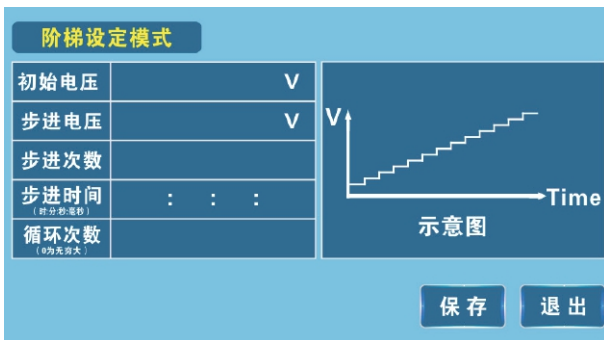 阶梯设定模式
初始电压 V
步进电压 V
步进次数
步进时间 : : :
(时:分:秒:毫秒)
循环次数
(0为无穷大)
V
Time
示意图
保存 退出